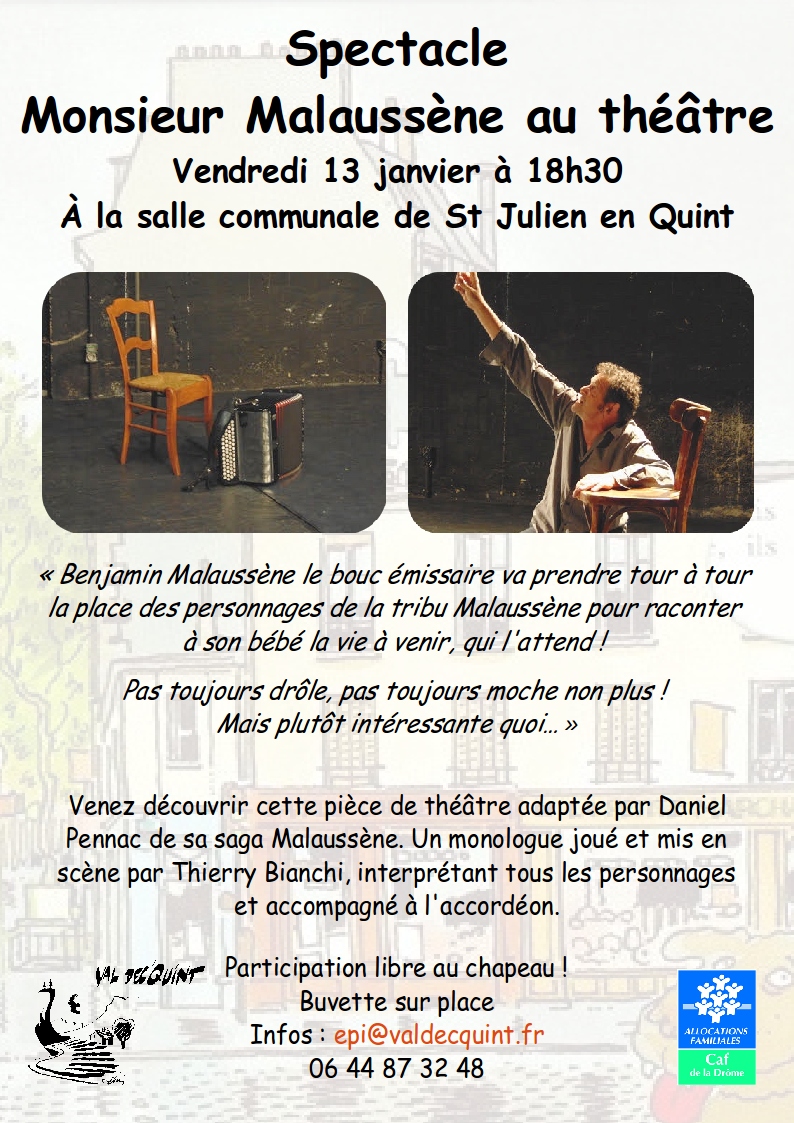 Spectacle
Monsieur Malaussène au théâtre
Vendredi 13 janvier à 18h30
À la salle communale de St Julien en Quint
« Benjamin Malaussène le bouc émissaire va prendre tour à tour
la place des personnages de la tribu Malaussène pour raconter
à son bébé la vie à venir, qui l'attend !
Pas toujours drôle, pas toujours moche non plus !
Mais plutôt intéressante quoi... »
Venez découvrir cette pièce de théâtre adaptée par Daniel
Pennac de sa saga Malaussène. Un monologue joué et mis en
scène par Thierry Bianchi, interprétant tous les personnages
et accompagné à l'accordéon.
VAL DEC'QUINT
Participation libre au chapeau !
Buvette sur place
Infos : epi@valdecquint.fr
06 44 87 32 48
ALLOCATIONS
FAMILIALES
Caf
de la Drôme